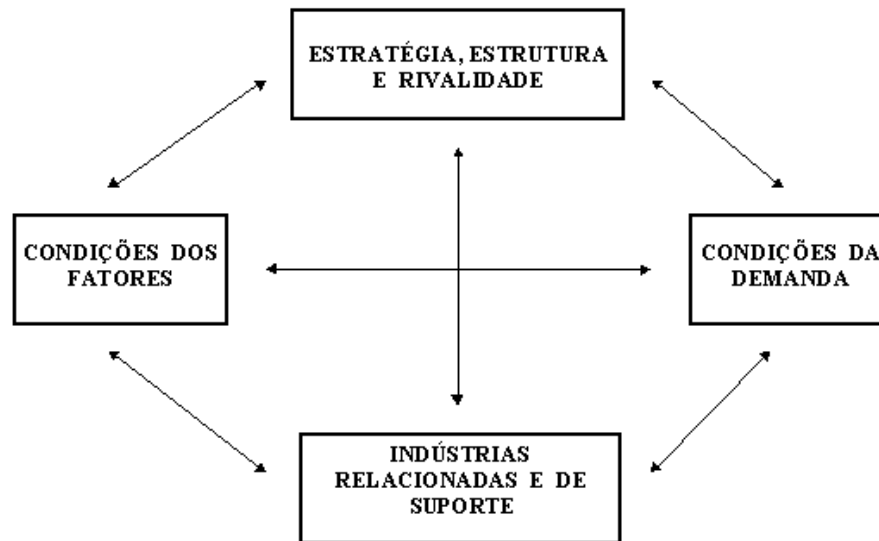 ESTRATÉGIA, ESTRUTURA
E RIVALIDADE
CONDIÇÕES DOS
FATORES
CONDIÇÕES DA
DEMANDA
INDÚSTRIAS
RELACIONADAS E DE
SUPORTE